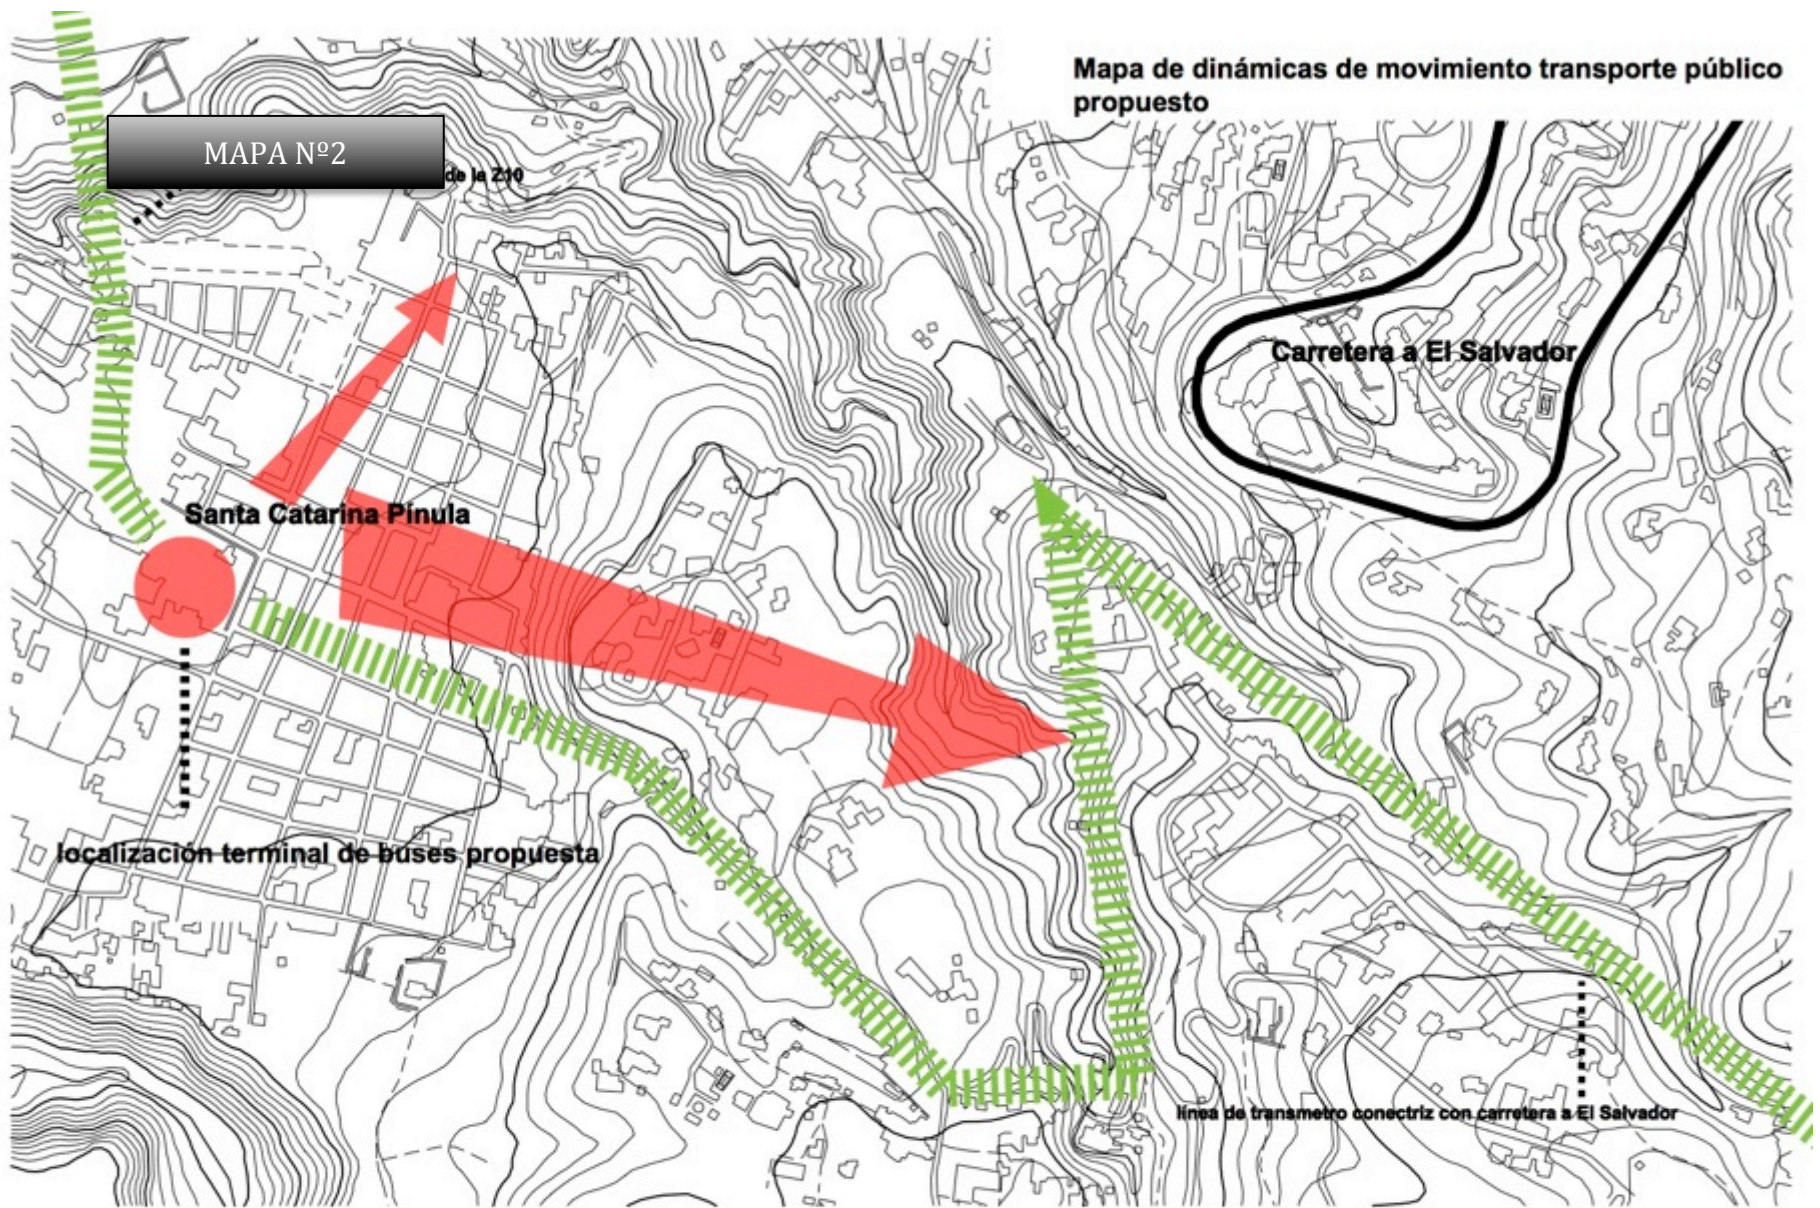 Mapa de dinámicas de movimiento transporte público
propuesto
MAPA Nº2
de la Z10
Carretera a El Salvador
Santa Catarina Pínula
localización terminal de buses propuesta
línea de transmetro conectriz con carretera a El Salvador